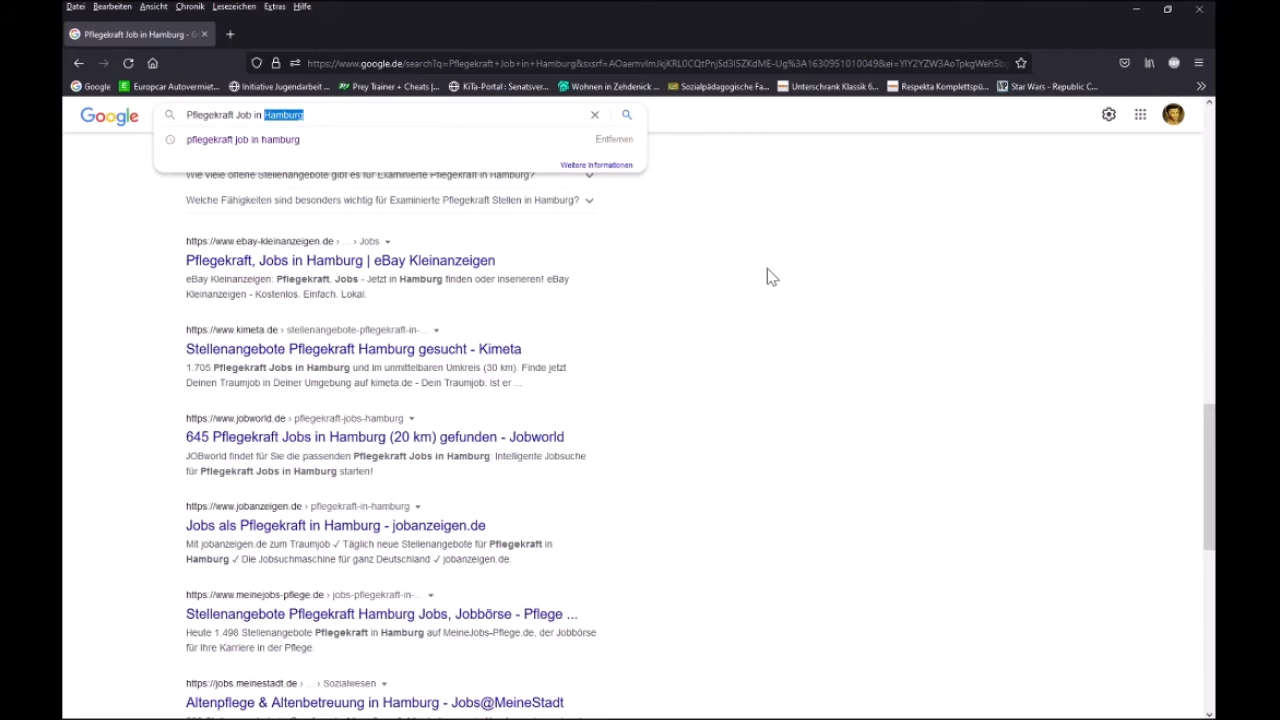 Datei Bearbeiten Ansicht Chronik Lesezeichen Extras Hilfe
Pflegekraft Job in Hamburg - G
https://www.google.de/search?q=Pflegekraft+Job+in+Hamburg&sxsrf=
Google Europcar Autovermiet... Initiative Jugendarbeit ... Prey Trainer + Cheats |... KiTa-Portal : Senatsver... Wohnen in Zehdenick ... Sozialpädagogische Fa... Unterschrank Klassik 6... Respekta Komplettspü... Star Wars - Republic C...
Google
Pflegekraft Job in Hamburg
pflegekraft job in hamburg Entfernen
Weitere Informationen
Wie viele offene Stellenangebote gibt es für Examinierte Pflegekraft in Hamburg?
Welche Fähigkeiten sind besonders wichtig für Examinierte Pflegekraft Stellen in Hamburg?
https://www.ebay-kleinanzeigen.de › ... › Jobs
Pflegekraft, Jobs in Hamburg | eBay Kleinanzeigen
eBay Kleinanzeigen: Pflegekraft, Jobs - Jetzt in Hamburg finden oder inserieren! eBay
Kleinanzeigen - Kostenlos. Einfach. Lokal.
https://www.kimeta.de › stellenangebote-pflegekraft-in-...
Stellenangebote Pflegekraft Hamburg gesucht - Kimeta
1.705 Pflegekraft Jobs in Hamburg und im unmittelbaren Umkreis (30 km). Finde jetzt
Deinen Traumjob in Deiner Umgebung auf kimeta.de - Dein Traumjob: Ist er ...
https://www.jobworld.de › pflegekraft-jobs-hamburg
645 Pflegekraft Jobs in Hamburg (20 km) gefunden - Jobworld
JOBworld findet für Sie die passenden Pflegekraft Jobs in Hamburg: Intelligente Jobsuche
für Pflegekraft Jobs in Hamburg starten!
https://www.jobanzeigen.de › pflegekraft-in-hamburg
Jobs als Pflegekraft in Hamburg - jobanzeigen.de
Mit jobanzeigen.de zum Traumjob ✓ Täglich neue Stellenangebote für Pflegekraft in
Hamburg ✓ Die Jobsuchmaschine für ganz Deutschland ✓ jobanzeigen.de.
https://www.meinejobs-pflege.de › jobs-pflegekraft-in-...
Stellenangebote Pflegekraft Hamburg Jobs, Jobbörse - Pflege ...
Heute 1.498 Stellenangebote Pflegekraft in Hamburg auf MeineJobs-Pflege.de, der Jobbörse
für Ihre Karriere in der Pflege.
https://jobs.meinestadt.de › ... › Sozialwesen
Altenpflege & Altenbetreuung in Hamburg - Jobs@MeineStadt